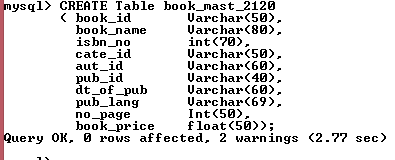 mysql> CREATE Table book_mast_2120
( book_id Varchar(50),
book_name Varchar(80),
isbn_no int(70),
cate_id Varchar(50),
aut_id Varchar(60),
pub_id Varchar(40),
dt_of_pub Varchar(60),
pub_lang Varchar(69),
no_page Int(50),
book_price float(50));
Query OK, 0 rows affected, 2 warnings (2.77 sec)